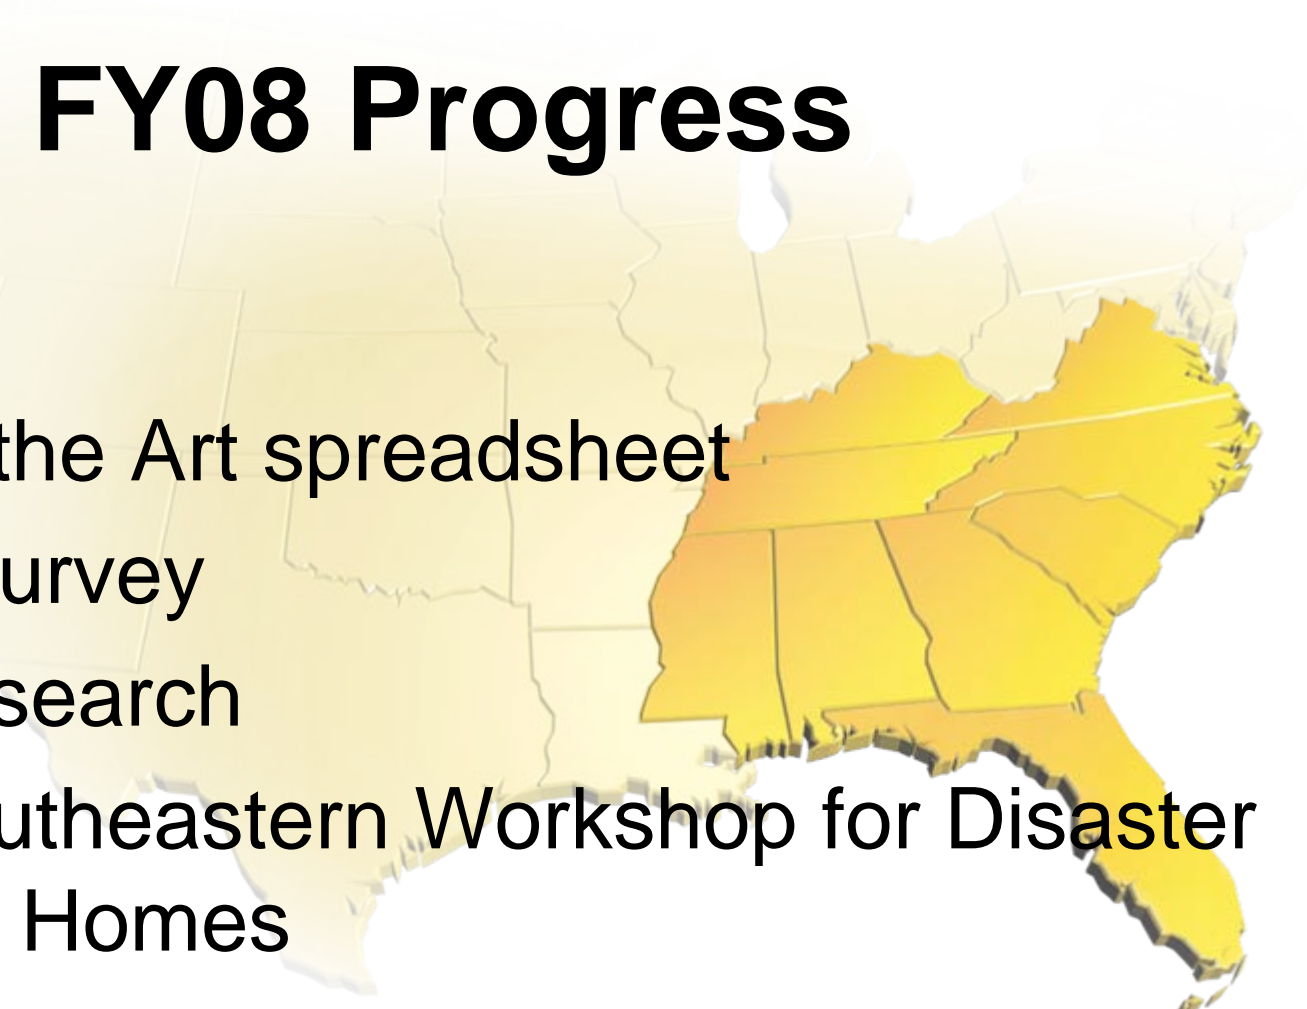 FY08 Progress
the Art spreadsheet
urvey
search
utheastern Workshop for Disaster
Homes